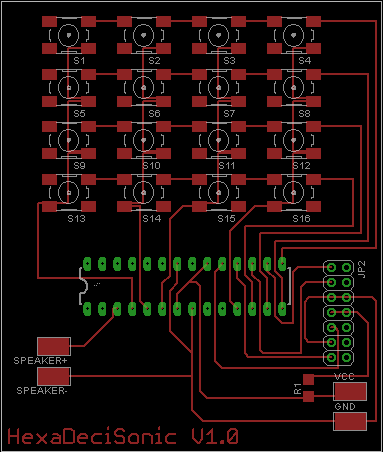 S1 S2 S3 S4
S5 S6 S7 S8
S9 S10 S11 S12
S13 S14 S15 S16
JP2
SPEAKER+
SPEAKER-
R1
VCC
GND
HexaDeciSonic V1.0